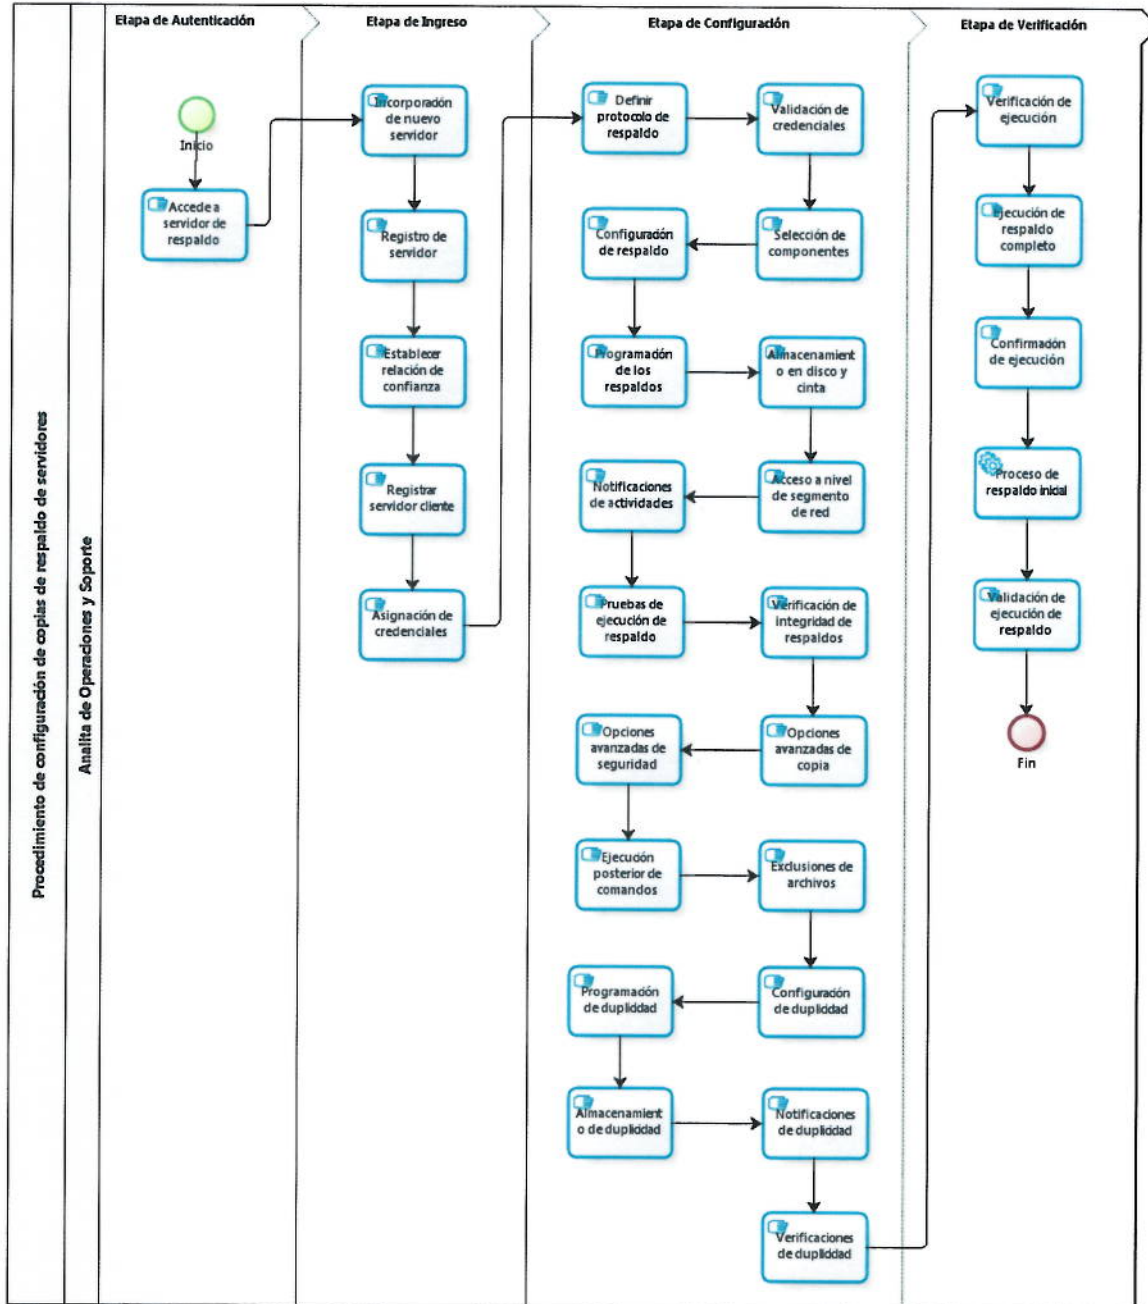 Procedimiento de configuración de copias de respaldo de servidores
Analita de Operaciones y Soporte
Etapa de Autenticación
Inicio
Accede a
servidor de
respaldo
Etapa de Ingreso
Incorporación
de nuevo
servidor
Registro de
servidor
Establecer
relación de
confianza
Registrar
servidor cliente
Asignación de
credenciales
Etapa de Configuración
Definir
protocolo de
respaldo
Validación de
credenciales
Selección de
componentes
Configuración
de respaldo
Programación
de los
respaldos
Almacenamient
o en disco y
cinta
Acceso a nivel
de segmento
de red
Notificaciones
de actividades
Pruebas de
ejecución de
respaldo
Verificación de
integridad de
respaldos
Opciones
avanzadas de
copia
Opciones
avanzadas de
seguridad
Ejecución
posterior de
comandos
Exclusiones de
archivos
Configuración
de duplicidad
Programación
de duplicidad
Almacenamient
o de duplicidad
Notificaciones
de duplicidad
Verificaciones
de duplicidad
Etapa de Verificación
Verificación de
ejecución
Ejecución de
respaldo
completo
Confirmación
de ejecución
Proceso de
respaldo inicial
Validación de
ejecución de
respaldo
Fin